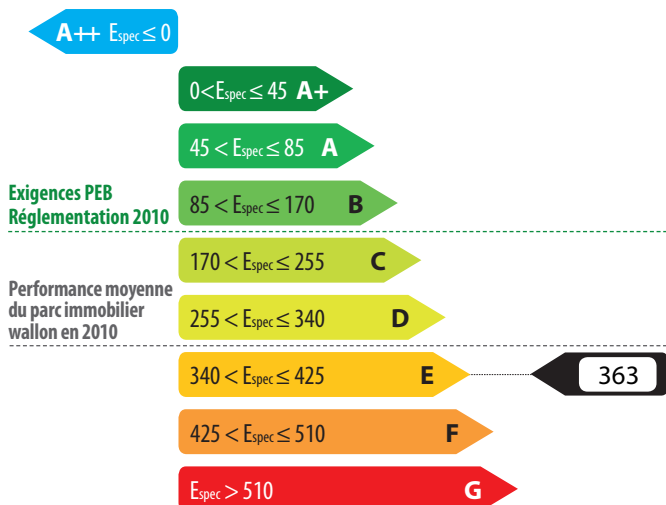 A++ Espec ≤ 0
0 < Espec ≤ 45 A+
45 < Espec ≤ 85 A
Exigences PEB
Réglementation 2010
85 < Espec ≤ 170 B
170 < Espec ≤ 255 C
Performance moyenne
du parc immobilier
wallon en 2010
255 < Espec ≤ 340 D
340 < Espec ≤ 425 E
363
425 < Espec ≤ 510 F
Espec > 510 G